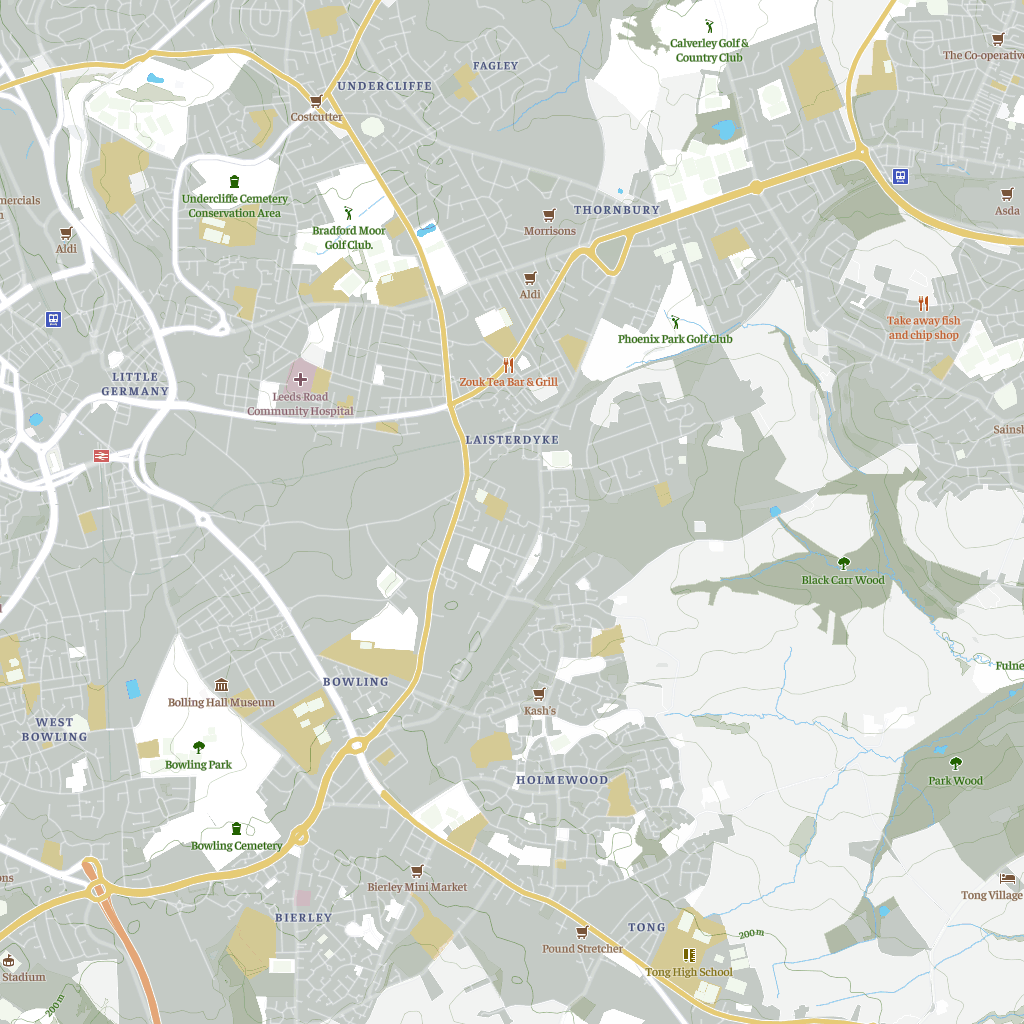 Calverley Golf &
Country Club
The Co-operative
FAGLEY
UNDERCLIFFE
Costcutter
Undercliffe Cemetery
Conservation Area
Bradford Moor
Golf Club.
THORNBURY
Morrisons
Asda
Aldi
Aldi
Take away fish
and chip shop
Phoenix Park Golf Club
LITTLE
GERMANY
Zouk Tea Bar & Grill
Leeds Road
Community Hospital
LAISTERDYKE
Black Carr Wood
BOWLING
Bolling Hall Museum
Kash's
WEST
BOWLING
Bowling Park
HOLMEWOOD
Park Wood
Bowling Cemetery
Bierley Mini Market
Tong Village
BIERLEY
TONG
200 m
Pound Stretcher
Tong High School
Stadium
200 m